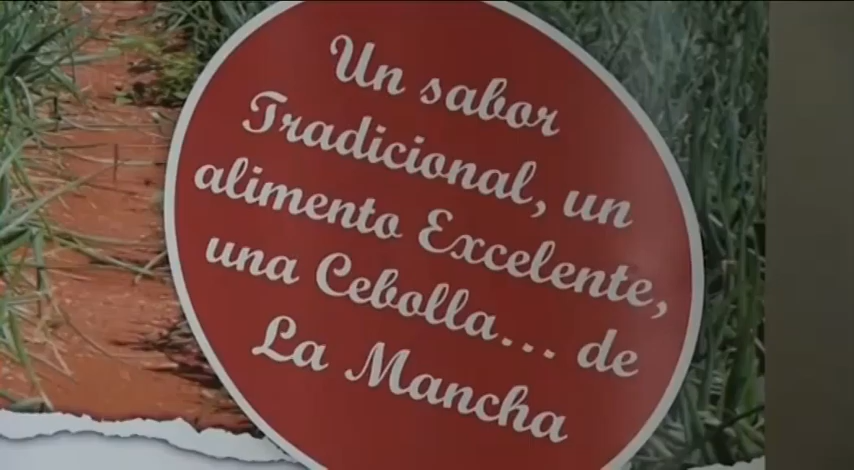 Un sabor
Tradicional, un
alimento Excelente,
una Cebolla... de
La Mancha